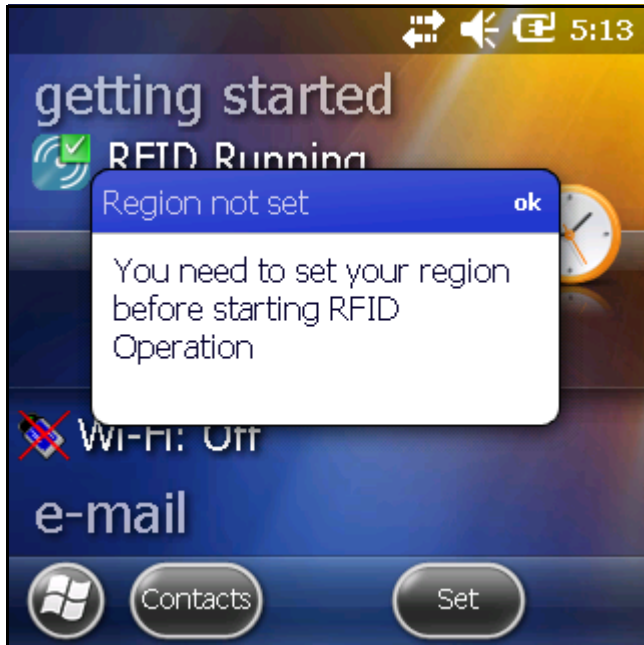 5:13
getting started
RFID Running
Region not set ok
You need to set your region
before starting RFID
Operation
Wi-Fi: Off
e-mail
Contacts Set